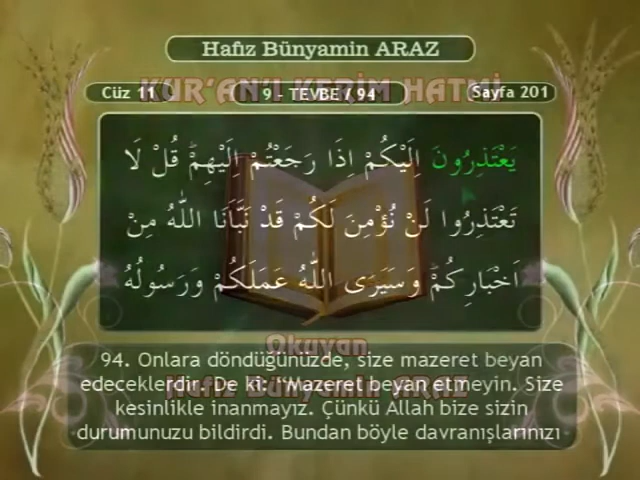 Hafız Bünyamin ARAZ
KUR'AN'I KERİM HATMİ
Cüz 11
9 - TEVBE / 94
Sayfa 201
يَعْتَذِرُونَ اِلَيْكُمْ اِذَا رَجَعْتُمْ اِلَيْهِمْۜ قُلْ لَا
تَعْتَذِرُوا لَنْ نُؤْمِنَ لَكُمْ قَدْ نَبَّاَنَا اللّٰهُ مِنْ
اَخْبَارِكُمْۜ وَسَيَرَى اللّٰهُ عَمَلَكُمْ وَرَسُولُهُ
Okuyan
Hafız Bünyamin ARAZ
94. Onlara döndüğünüzde, size mazeret beyan
edeceklerdir. De ki: "Mazeret beyan etmeyin. Size
kesinlikle inanmayız. Çünkü Allah bize sizin
durumunuzu bildirdi. Bundan böyle davranışlarınızı